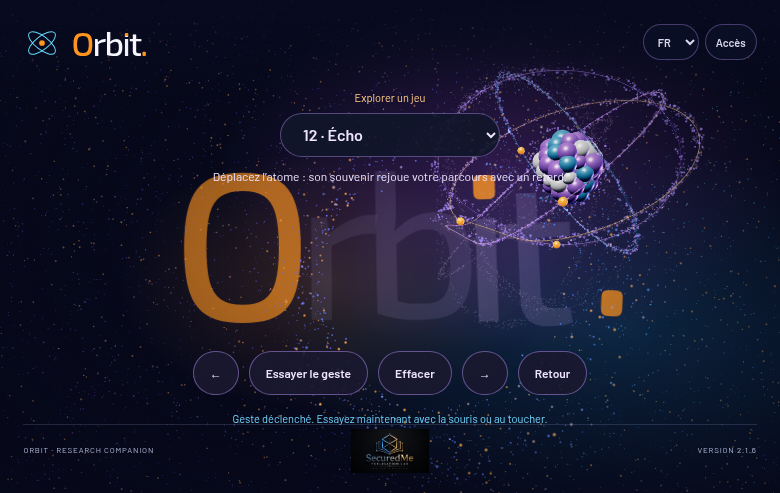 Orbit.
FR
Accès
Explorer un jeu
12 · Écho
Déplacez l'atome : son souvenir rejoue votre parcours avec un retard.
Orbit.
←
Essayer le geste
Effacer
→
Retour
Geste déclenché. Essayez maintenant avec la souris ou au toucher.
ORBIT · RESEARCH COMPANION
SecuredMe
VERSION 2.1.6